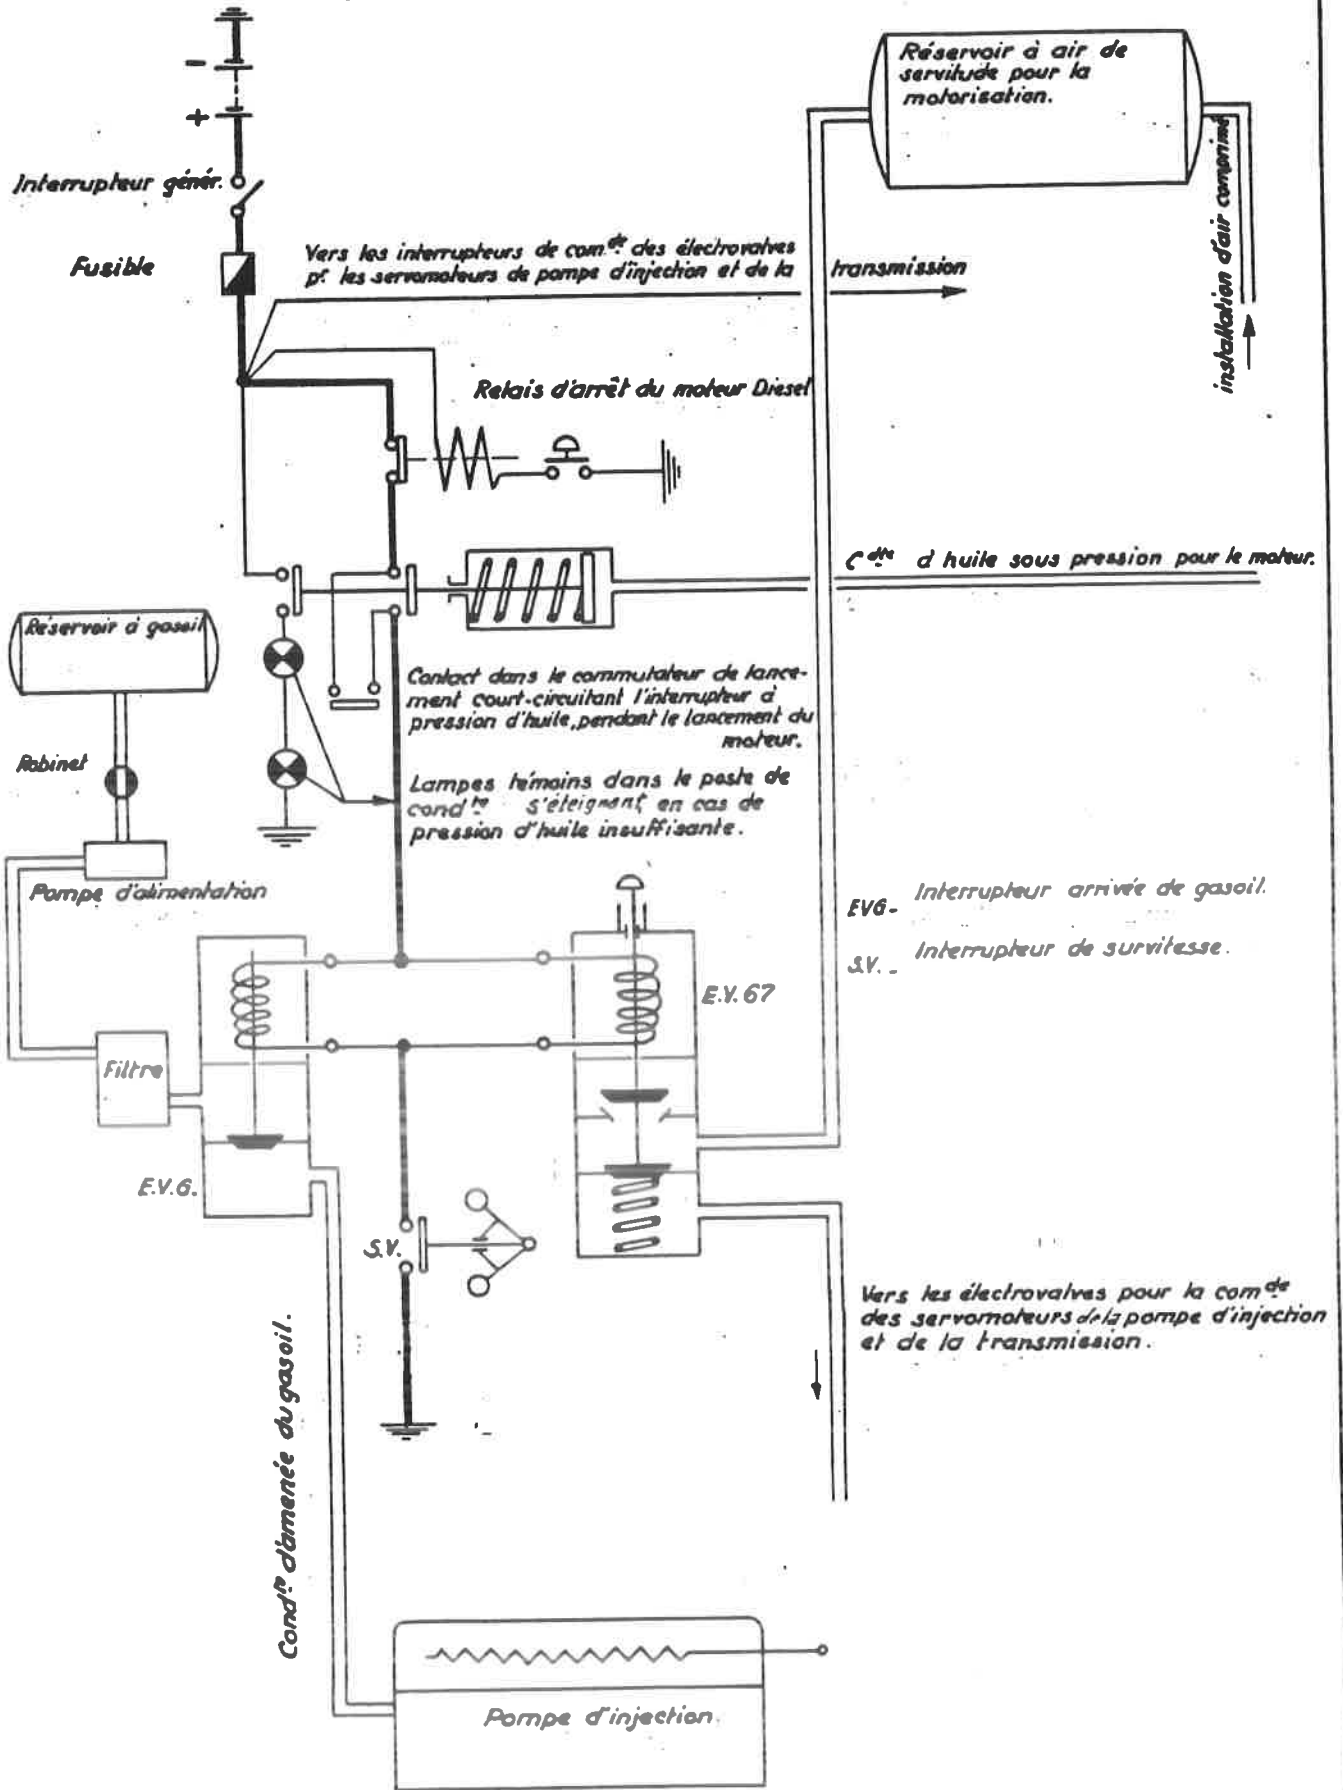 -
+
Interrupteur génér.
Fusible
Réservoir à air de
servitude pour la
motorisation.
installation d'air comprimé
Vers les interrupteurs de com.de des électrovalves
pr. les servomoteurs de pompe d'injection et de la transmission
Relais d'arrêt du moteur Diesel
Cdte d'huile sous pression pour le moteur.
Réservoir à gasoil
Contact dans le commutateur de lance-
ment court-circuitant l'interrupteur à
pression d'huile, pendant le lancement du
moteur.
Robinet
Lampes témoins dans le poste de
condte s'éteignant en cas de
pression d'huile insuffisante.
Pompe d'alimentation
EVG- Interrupteur arrivée de gasoil.
S.V. - Interrupteur de survitesse.
E.V.67
Filtre
E.V.G.
S.V.
Vers les électrovalves pour la comde
des servomoteurs de la pompe d'injection
et de la transmission.
Condte d'amenée du gasoil.
Pompe d'injection.